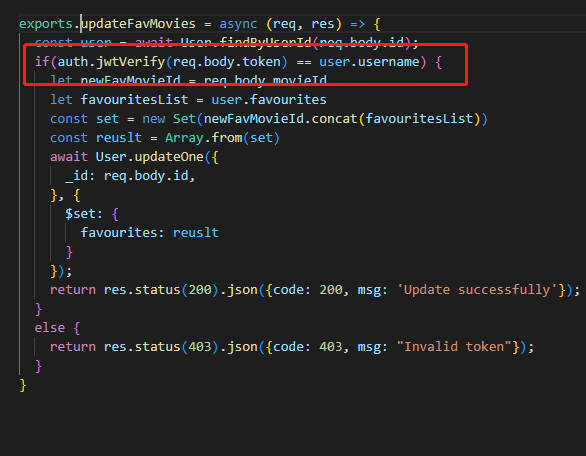 exports.updateFavMovies = async (req, res) => {
const user = await User.findByUserId(req.body.id);
if(auth.jwtVerify(req.body.token) == user.username) {
let newFavMovieId = req.body.movieId
let favouritesList = user.favourites
const set = new Set(newFavMovieId.concat(favouritesList))
const reuslt = Array.from(set)
await User.updateOne({
_id: req.body.id,
}, {
$set: {
favourites: reuslt
}
});
return res.status(200).json({code: 200, msg: 'Update successfully'});
}
else {
return res.status(403).json({code: 403, msg: "Invalid token"});
}
}